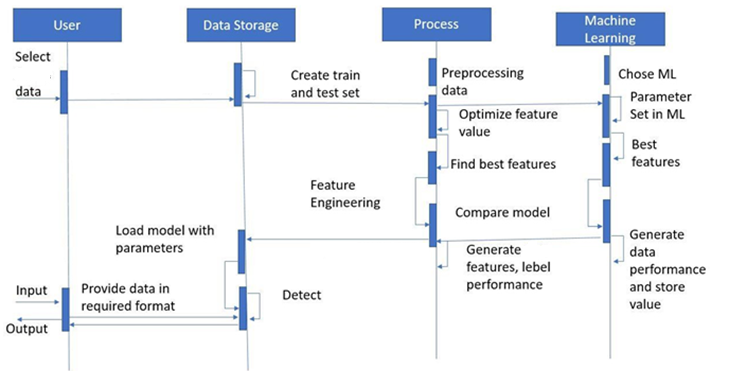 User
Data Storage
Process
Machine
Learning
Select
data
Create train
and test set
Preprocessing
data
Chose ML
Parameter
Set in ML
Optimize feature
value
Best
features
Find best features
Feature
Engineering
Compare model
Load model with
parameters
Generate
features, lebel
performance
Generate
data
performance
and store
value
Input
Provide data in
required format
Detect
Output